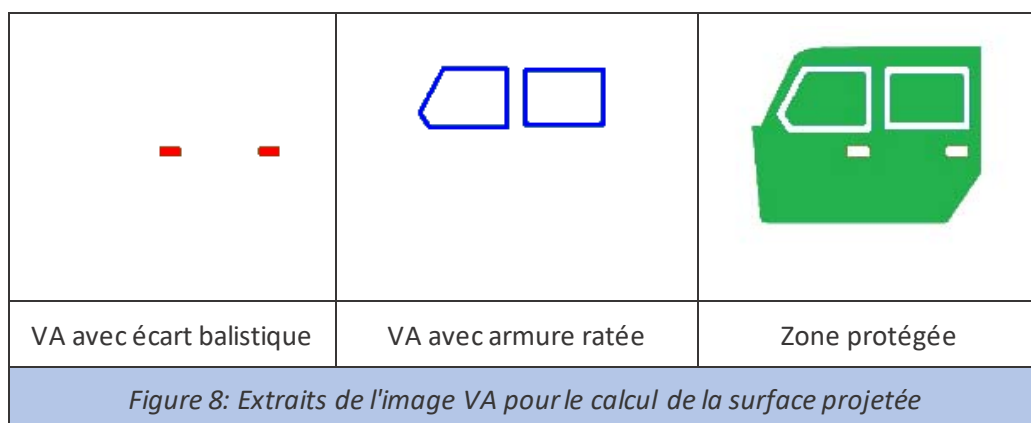 VA avec écart balistique
VA avec armure ratée
Zone protégée
Figure 8: Extraits de l'image VA pour le calcul de la surface projetée